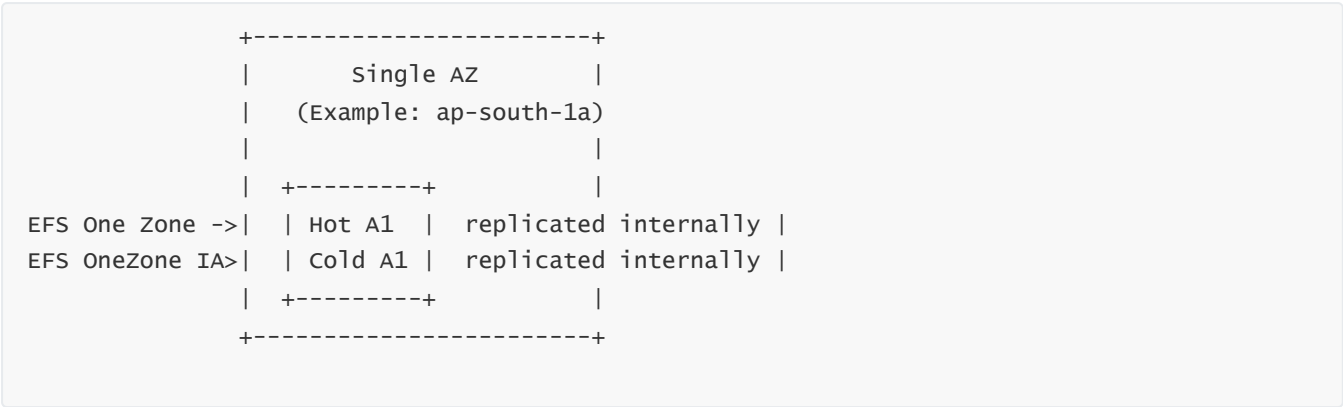 +------------------------+
               |       Single AZ        |
               |   (Example: ap-south-1a)
               |                        |
               |  +---------+           |
EFS One Zone ->|  | Hot A1  |  replicated internally |
EFS OneZone IA>|  | Cold A1 |  replicated internally |
               |  +---------+           |
               +------------------------+